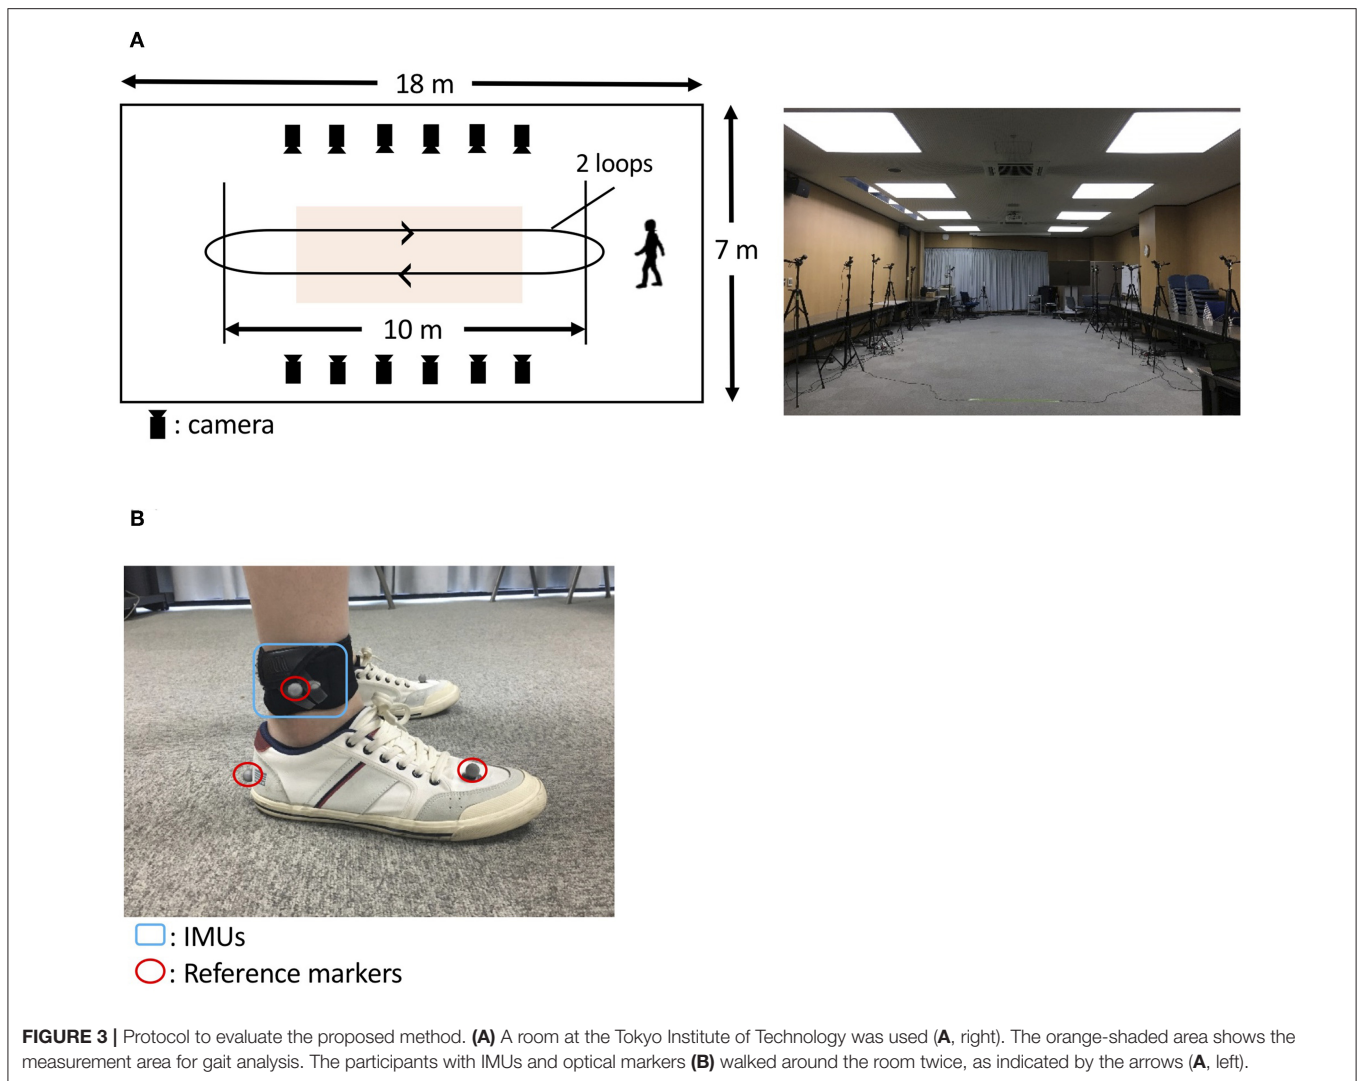 A
18 m
2 loops
7 m
10 m
: camera
B
: IMUs
: Reference markers
FIGURE 3 | Protocol to evaluate the proposed method. (A) A room at the Tokyo Institute of Technology was used (A, right). The orange-shaded area shows the
measurement area for gait analysis. The participants with IMUs and optical markers (B) walked around the room twice, as indicated by the arrows (A, left).